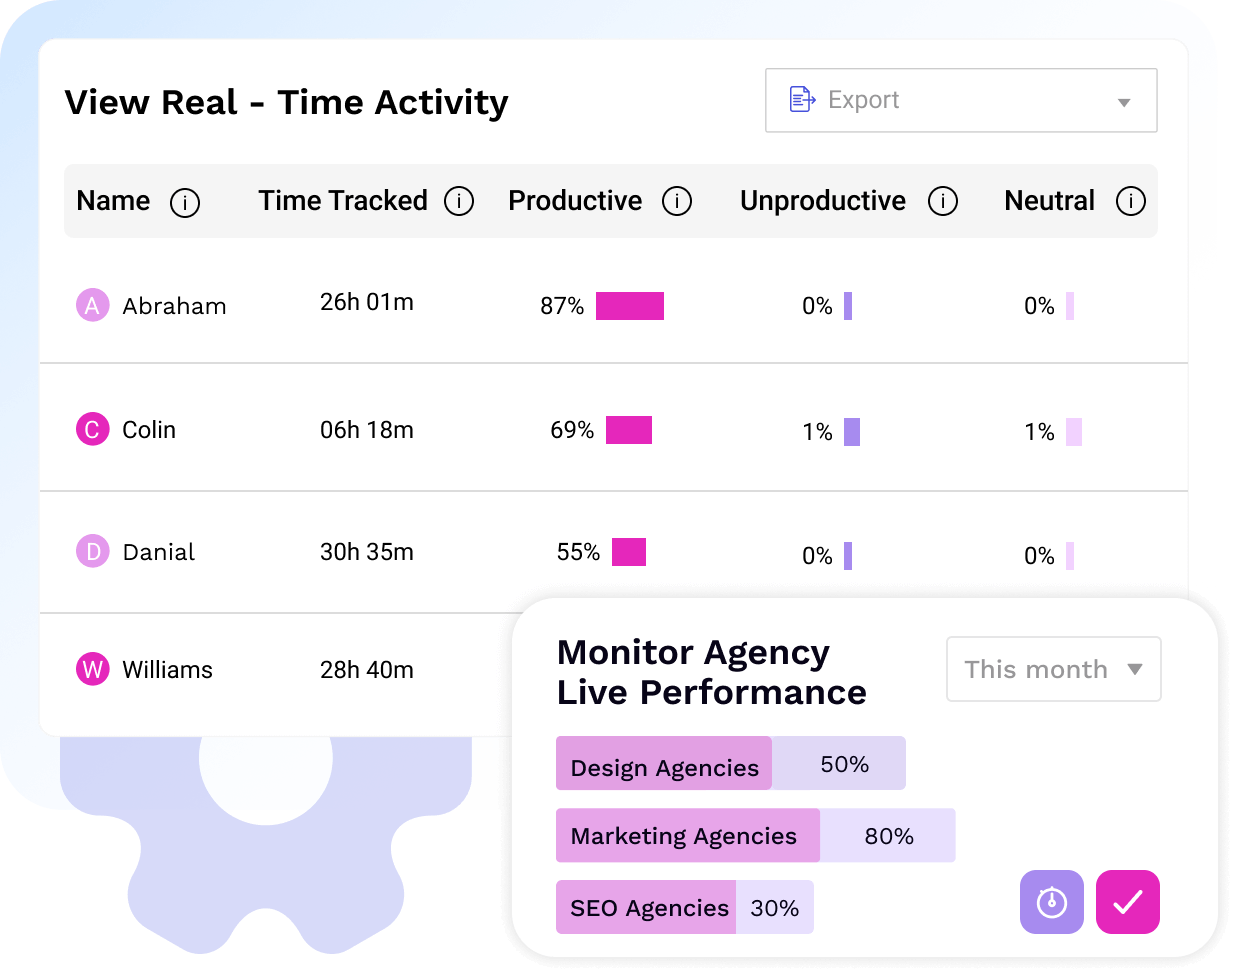 View Real - Time Activity
Export
Name Time Tracked Productive Unproductive Neutral
A Abraham 26h 01m 87% 0% 0%
C Colin 06h 18m 69% 1% 1%
D Danial 30h 35m 55% 0% 0%
W Williams 28h 40m
Monitor Agency
Live Performance
This month
Design Agencies 50%
Marketing Agencies 80%
SEO Agencies 30%